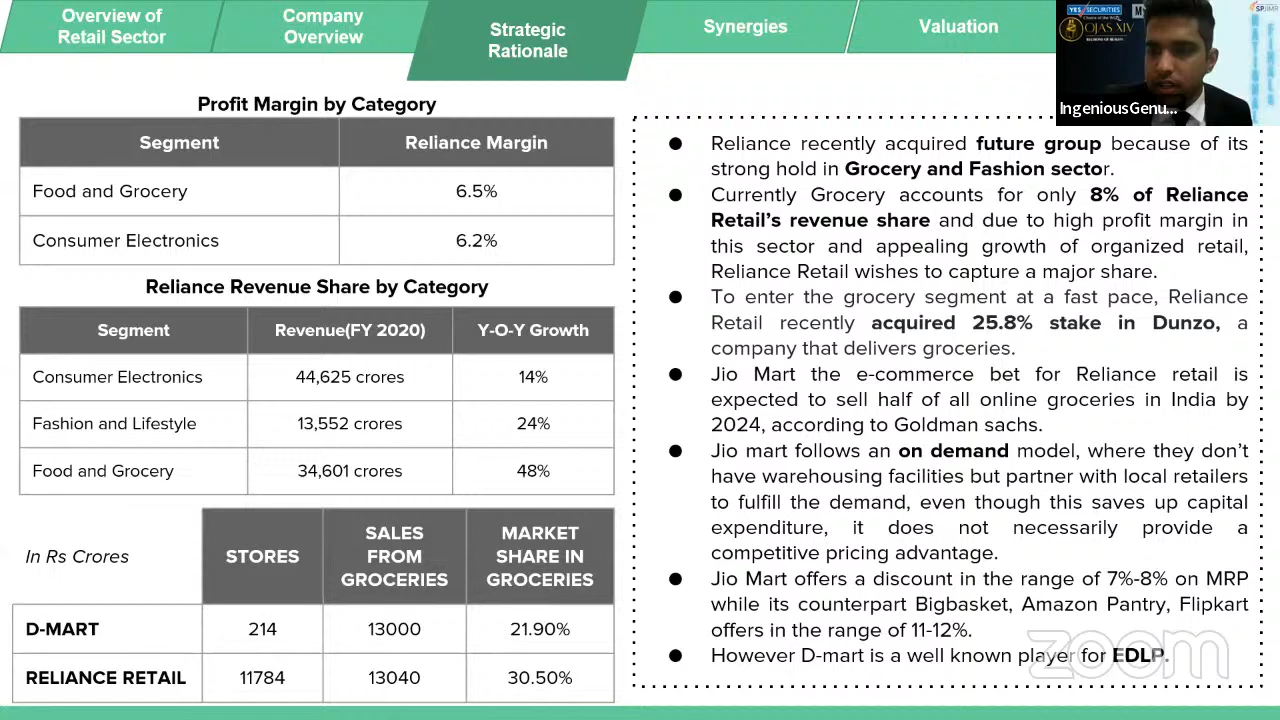 Overview of
Retail Sector
Company
Overview
Strategic
Rationale
Synergies
Valuation
YES SECURITIES
OJAS XIV
SPJIMR
IngeniousGenu...
Profit Margin by Category
Segment Reliance Margin
Food and Grocery 6.5%
Consumer Electronics 6.2%
Reliance Revenue Share by Category
Segment Revenue(FY 2020) Y-O-Y Growth
Consumer Electronics 44,625 crores 14%
Fashion and Lifestyle 13,552 crores 24%
Food and Grocery 34,601 crores 48%
In Rs Crores
STORES
SALES
FROM
GROCERIES
MARKET
SHARE IN
GROCERIES
D-MART 214 13000 21.90%
RELIANCE RETAIL 11784 13040 30.50%
● Reliance recently acquired future group because of its
strong hold in Grocery and Fashion sector.
● Currently Grocery accounts for only 8% of Reliance
Retail's revenue share and due to high profit margin in
this sector and appealing growth of organized retail,
Reliance Retail wishes to capture a major share.
● To enter the grocery segment at a fast pace, Reliance
Retail recently acquired 25.8% stake in Dunzo, a
company that delivers groceries.
● Jio Mart the e-commerce bet for Reliance retail is
expected to sell half of all online groceries in India by
2024, according to Goldman sachs.
● Jio mart follows an on demand model, where they don't
have warehousing facilities but partner with local retailers
to fulfill the demand, even though this saves up capital
expenditure, it does not necessarily provide a
competitive pricing advantage.
● Jio Mart offers a discount in the range of 7%-8% on MRP
while its counterpart Bigbasket, Amazon Pantry, Flipkart
offers in the range of 11-12%.
● However D-mart is a well known player for EDLP.
zoom